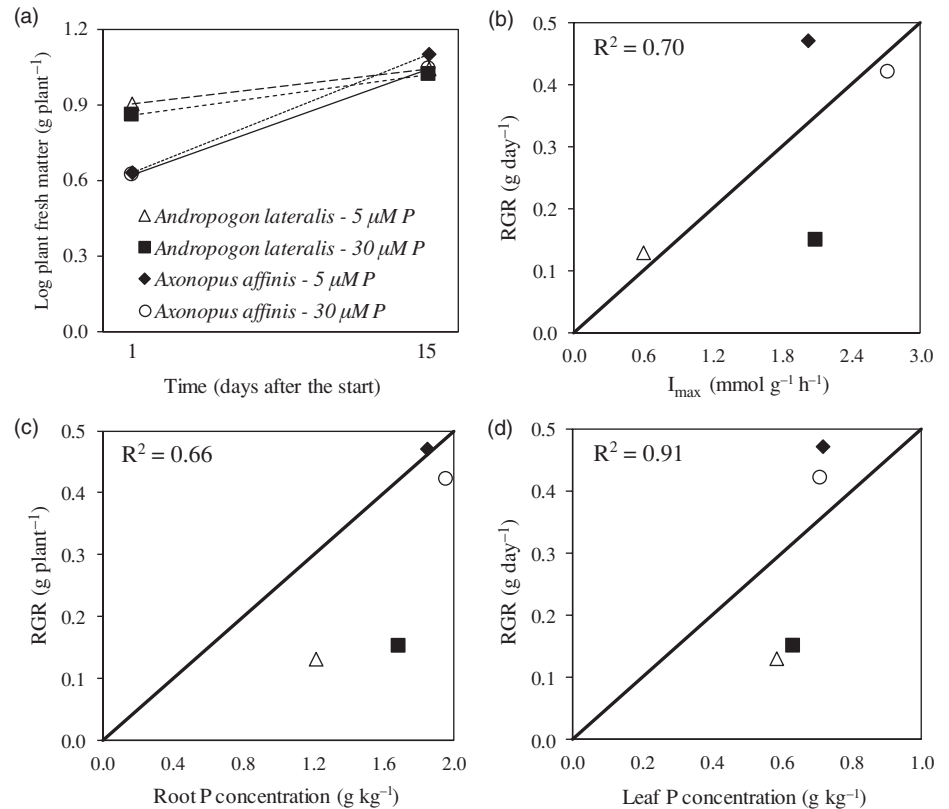 (a)
Log plant fresh matter (g plant⁻¹)
1.2
0.9
0.6
0.3
0.0
Andropogon lateralis - 5 µM P
Andropogon lateralis - 30 µM P
Axonopus affinis - 5 µM P
Axonopus affinis - 30 µM P
1 15
Time (days after the start)
(b)
R² = 0.70
RGR (g day⁻¹)
0.5
0.4
0.3
0.2
0.1
0.0
0.0 0.6 1.2 1.8 2.4 3.0
Iₘₐₓ (mmol g⁻¹ h⁻¹)
(c)
R² = 0.66
RGR (g plant⁻¹)
0.5
0.4
0.3
0.2
0.1
0.0
0.0 0.4 0.8 1.2 1.6 2.0
Root P concentration (g kg⁻¹)
(d)
R² = 0.91
RGR (g day⁻¹)
0.5
0.4
0.3
0.2
0.1
0.0
0.0 0.2 0.4 0.6 0.8 1.0
Leaf P concentration (g kg⁻¹)